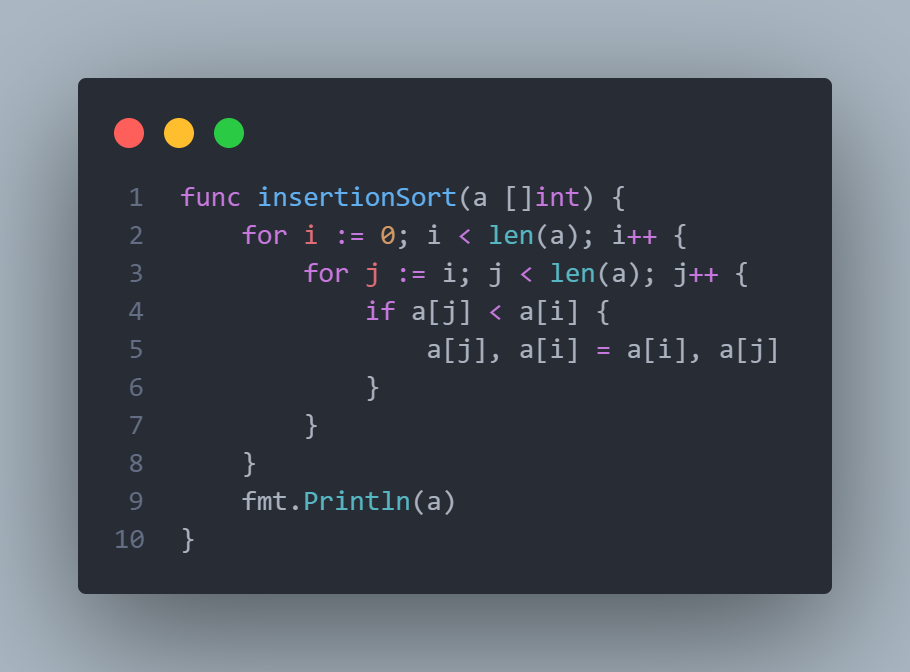 1 func insertionSort(a []int) {
2     for i := 0; i < len(a); i++ {
3         for j := i; j < len(a); j++ {
4             if a[j] < a[i] {
5                 a[j], a[i] = a[i], a[j]
6             }
7         }
8     }
9     fmt.Println(a)
10 }